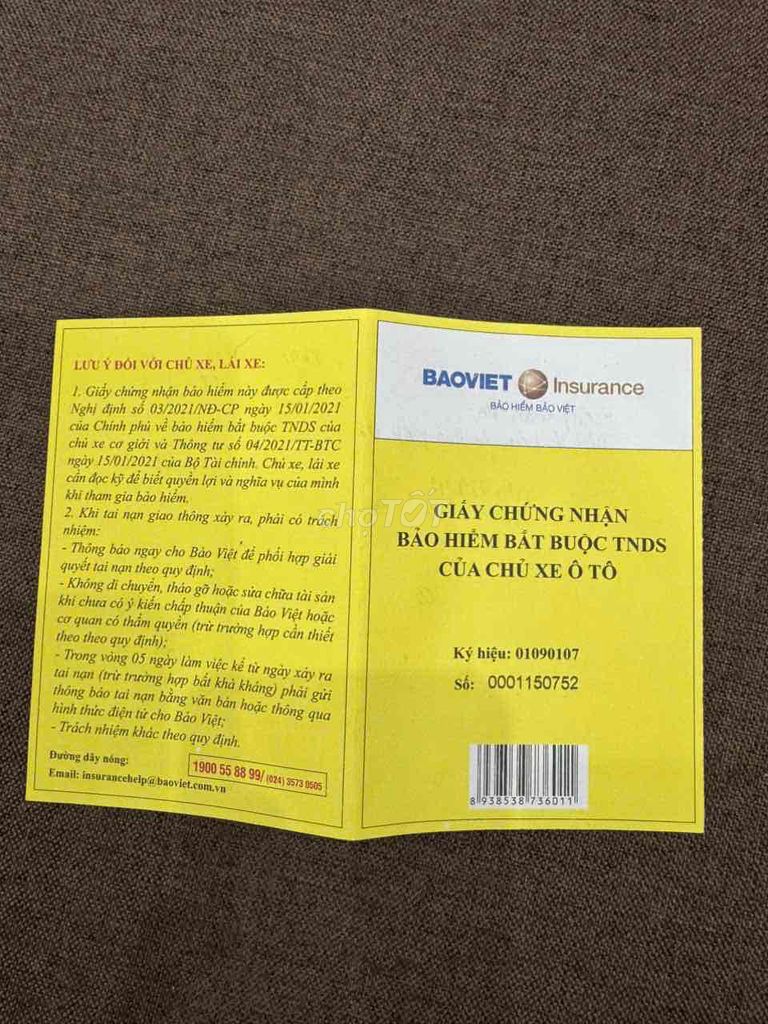 LƯU Ý ĐỐI VỚI CHỦ XE, LÁI XE:
1. Giấy chứng nhận bảo hiểm này được cấp theo
Nghị định số 03/2021/NĐ-CP ngày 15/01/2021
của Chính phủ về bảo hiểm bắt buộc TNDS của
chủ xe cơ giới và Thông tư số 04/2021/TT-BTC
ngày 15/01/2021 của Bộ Tài chính. Chủ xe, lái xe
cần đọc kỹ để biết quyền lợi và nghĩa vụ của mình
khi tham gia bảo hiểm.
2. Khi tai nạn giao thông xảy ra, phải có trách
nhiệm:
- Thông báo ngay cho Bảo Việt để phối hợp giải
quyết tai nạn theo quy định;
- Không di chuyển, tháo gỡ hoặc sửa chữa tài sản
khi chưa có ý kiến chấp thuận của Bảo Việt hoặc
cơ quan có thẩm quyền (trừ trường hợp cần thiết
theo theo quy định);
- Trong vòng 05 ngày làm việc kể từ ngày xảy ra
tai nạn (trừ trường hợp bất khả kháng) phải gửi
thông báo tai nạn bằng văn bản hoặc thông qua
hình thức điện tử cho Bảo Việt;
- Trách nhiệm khác theo quy định.
Đường dây nóng: 1900 55 88 99/ (024) 3573 0505
Email: insurancehelp@baoviet.com.vn
BAOVIET Insurance
BẢO HIỂM BẢO VIỆT
GIẤY CHỨNG NHẬN
BẢO HIỂM BẮT BUỘC TNDS
CỦA CHỦ XE Ô TÔ
Ký hiệu: 01090107
Số: 0001150752
8 938538 736011
chợTỐT